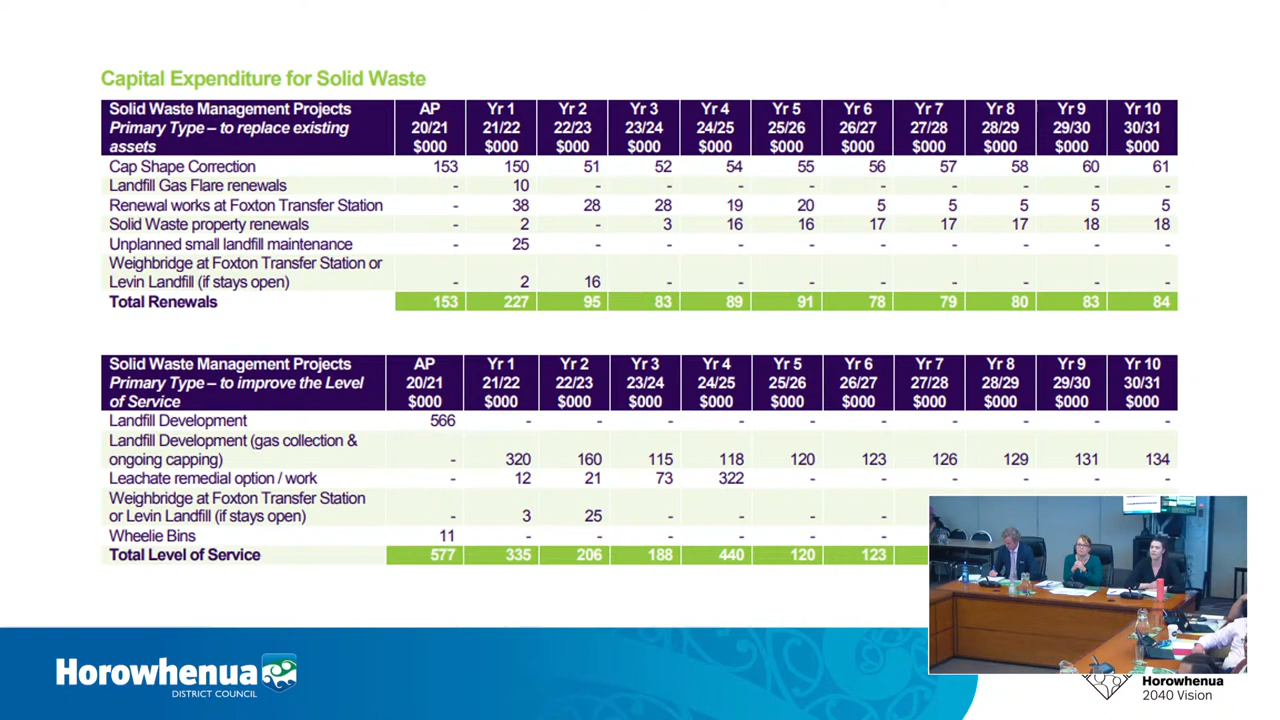 Capital Expenditure for Solid Waste
Solid Waste Management Projects AP Yr 1 Yr 2 Yr 3 Yr 4 Yr 5 Yr 6 Yr 7 Yr 8 Yr 9 Yr 10
Primary Type – to replace existing 20/21 21/22 22/23 23/24 24/25 25/26 26/27 27/28 28/29 29/30 30/31
assets $000 $000 $000 $000 $000 $000 $000 $000 $000 $000 $000
Cap Shape Correction 153 150 51 52 54 55 56 57 58 60 61
Landfill Gas Flare renewals - 10 - - - - - - - - -
Renewal works at Foxton Transfer Station - 38 28 28 19 20 5 5 5 5 5
Solid Waste property renewals - 2 - 3 16 16 17 17 17 18 18
Unplanned small landfill maintenance - 25 - - - - - - - - -
Weighbridge at Foxton Transfer Station or
Levin Landfill (if stays open) - 2 16 - - - - - - - -
Total Renewals 153 227 95 83 89 91 78 79 80 83 84
Solid Waste Management Projects AP Yr 1 Yr 2 Yr 3 Yr 4 Yr 5 Yr 6 Yr 7 Yr 8 Yr 9 Yr 10
Primary Type – to improve the Level 20/21 21/22 22/23 23/24 24/25 25/26 26/27 27/28 28/29 29/30 30/31
of Service $000 $000 $000 $000 $000 $000 $000 $000 $000 $000 $000
Landfill Development 566 - - - - - - - - - -
Landfill Development (gas collection &
ongoing capping) - 320 160 115 118 120 123 126 129 131 134
Leachate remedial option / work - 12 21 73 322 - - - - - -
Weighbridge at Foxton Transfer Station
or Levin Landfill (if stays open) - 3 25 - - - -
Wheelie Bins 11 - - - - - -
Total Level of Service 577 335 206 188 440 120 123
Horowhenua
DISTRICT COUNCIL
Horowhenua
2040 Vision